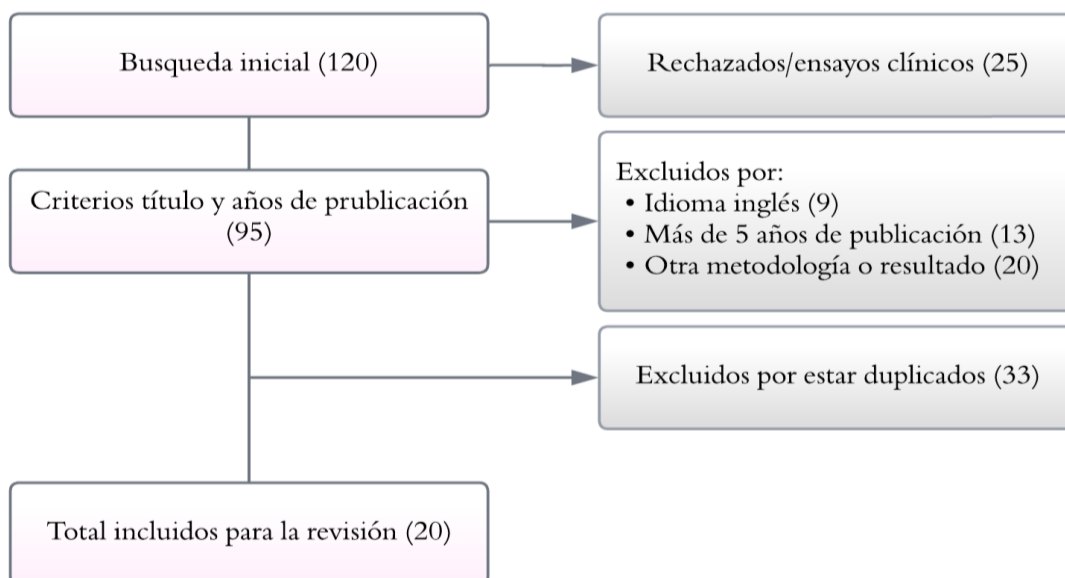 Busqueda inicial (120)
Rechazados/ensayos clínicos (25)
Criterios título y años de prublicación
(95)
Excluidos por:
• Idioma inglés (9)
• Más de 5 años de publicación (13)
• Otra metodología o resultado (20)
Excluidos por estar duplicados (33)
Total incluidos para la revisión (20)